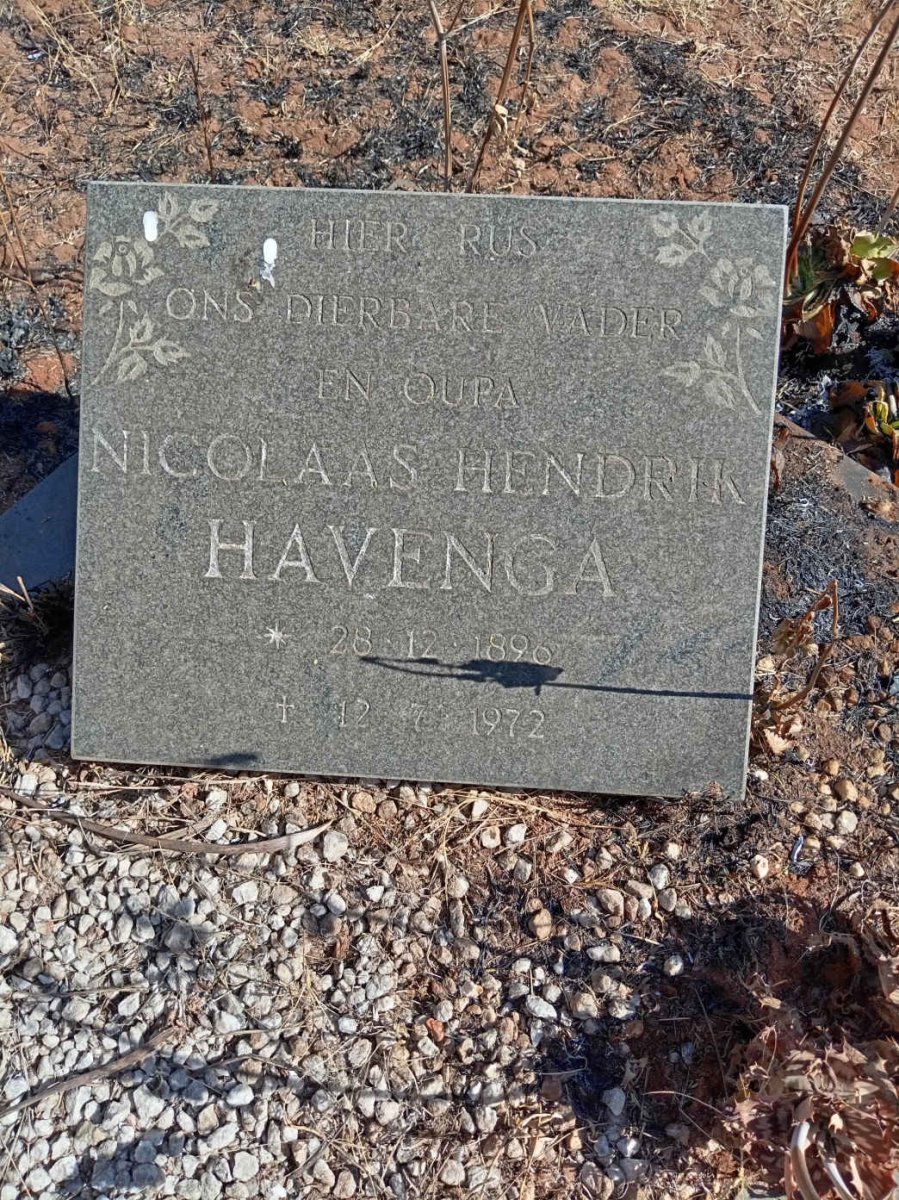 HIER RUS
ONS DIERBARE VADER
EN OUPA
NICOLAAS HENDRIK
HAVENGA
* 28·12·1896
† 12 7 1972